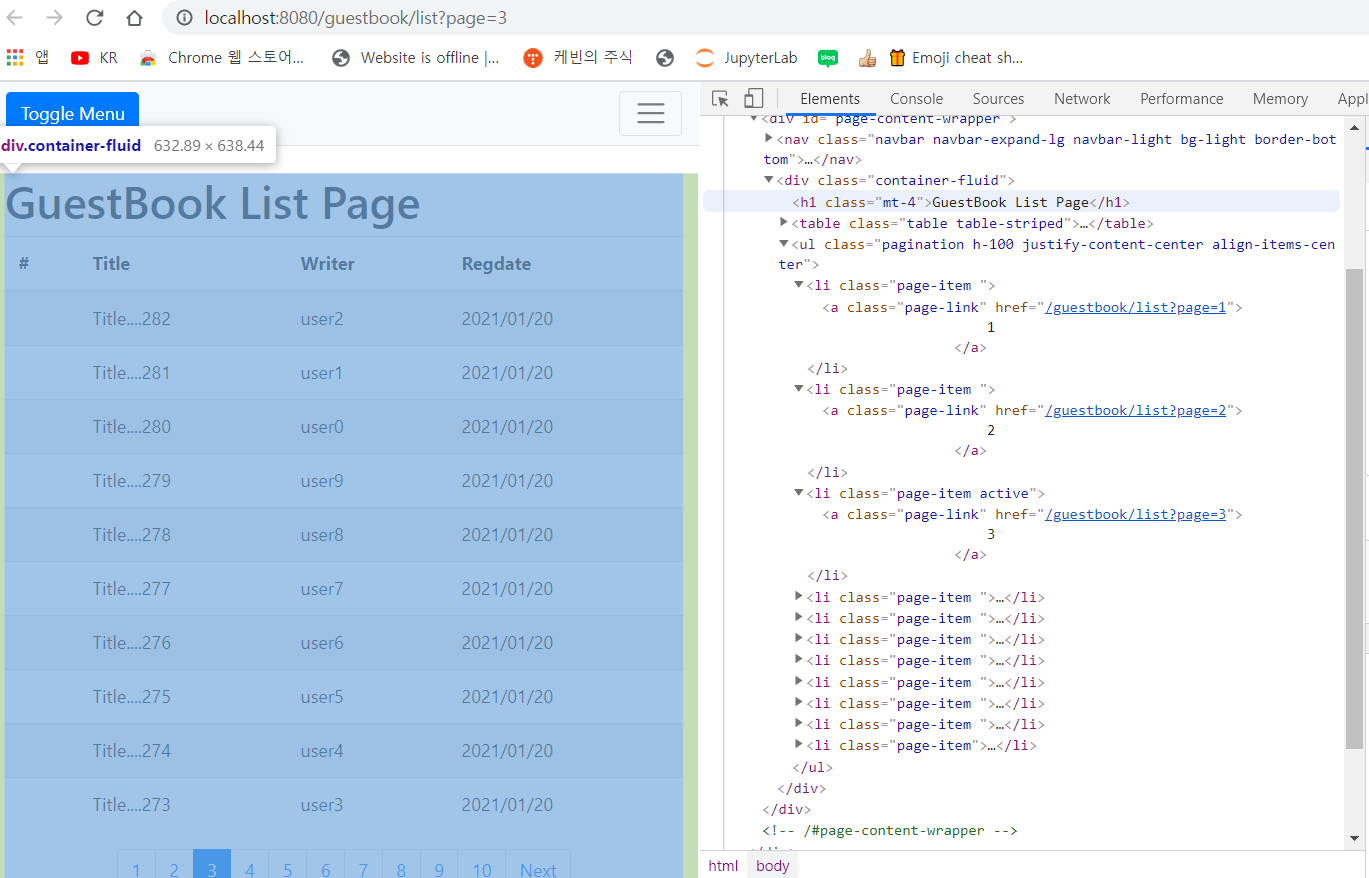 localhost:8080/guestbook/list?page=3
앱 KR Chrome 웹 스토어... Website is offline |... 케빈의 주식 JupyterLab blog Emoji cheat sh...
Toggle Menu
div.container-fluid 632.89 × 638.44
GuestBook List Page
# Title Writer Regdate
Title....282 user2 2021/01/20
Title....281 user1 2021/01/20
Title....280 user0 2021/01/20
Title....279 user9 2021/01/20
Title....278 user8 2021/01/20
Title....277 user7 2021/01/20
Title....276 user6 2021/01/20
Title....275 user5 2021/01/20
Title....274 user4 2021/01/20
Title....273 user3 2021/01/20
1 2 3 4 5 6 7 8 9 10 Next
Elements Console Sources Network Performance Memory Appl
<div id="page-content-wrapper">
<nav class="navbar navbar-expand-lg navbar-light bg-light border-bot
tom">…</nav>
<div class="container-fluid">
<h1 class="mt-4">GuestBook List Page</h1>
<table class="table table-striped">…</table>
<ul class="pagination h-100 justify-content-center align-items-cen
ter">
<li class="page-item ">
<a class="page-link" href="/guestbook/list?page=1">
1
</a>
</li>
<li class="page-item ">
<a class="page-link" href="/guestbook/list?page=2">
2
</a>
</li>
<li class="page-item active">
<a class="page-link" href="/guestbook/list?page=3">
3
</a>
</li>
<li class="page-item ">…</li>
<li class="page-item ">…</li>
<li class="page-item ">…</li>
<li class="page-item ">…</li>
<li class="page-item ">…</li>
<li class="page-item ">…</li>
<li class="page-item ">…</li>
<li class="page-item">…</li>
</ul>
</div>
</div>
<!-- /#page-content-wrapper -->
html body